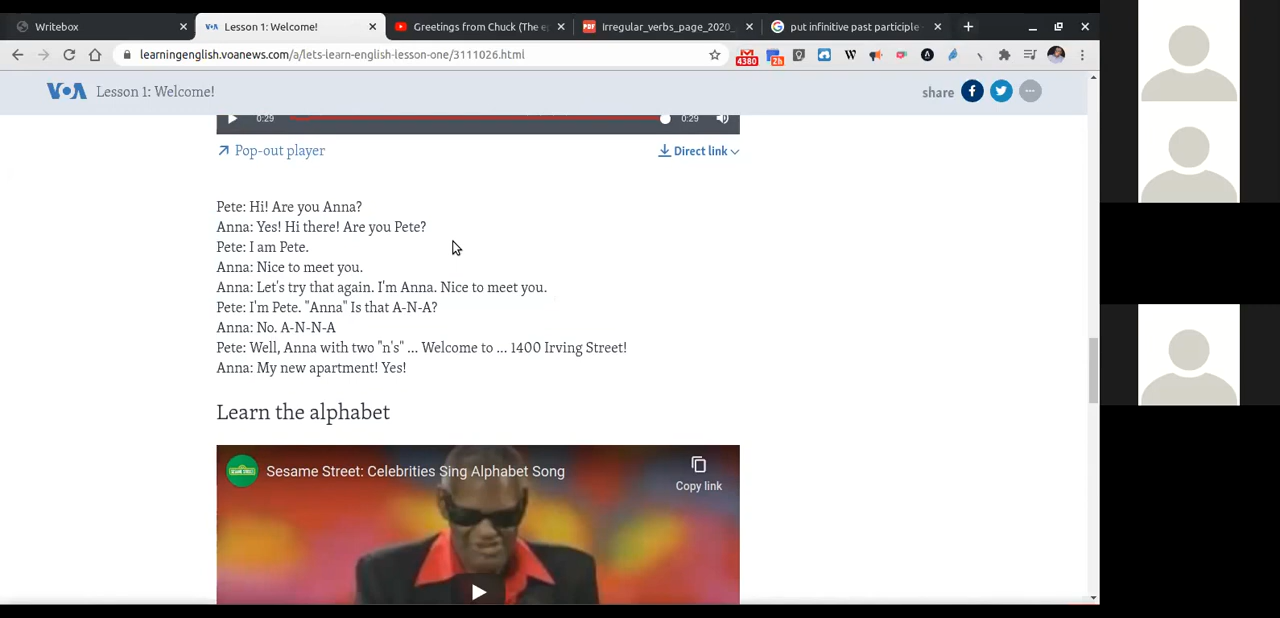 Writebox
Lesson 1: Welcome!
Greetings from Chuck (The e
Irregular_verbs_page_2020_
put infinitive past participle
learningenglish.voanews.com/a/lets-learn-english-lesson-one/3111026.html
4380
2h
W
VOA Lesson 1: Welcome!
share
0:29
0:29
Pop-out player
Direct link
Pete: Hi! Are you Anna?
Anna: Yes! Hi there! Are you Pete?
Pete: I am Pete.
Anna: Nice to meet you.
Anna: Let's try that again. I'm Anna. Nice to meet you.
Pete: I'm Pete. "Anna" Is that A-N-A?
Anna: No. A-N-N-A
Pete: Well, Anna with two "n's" ... Welcome to ... 1400 Irving Street!
Anna: My new apartment! Yes!
Learn the alphabet
Sesame Street: Celebrities Sing Alphabet Song
Copy link